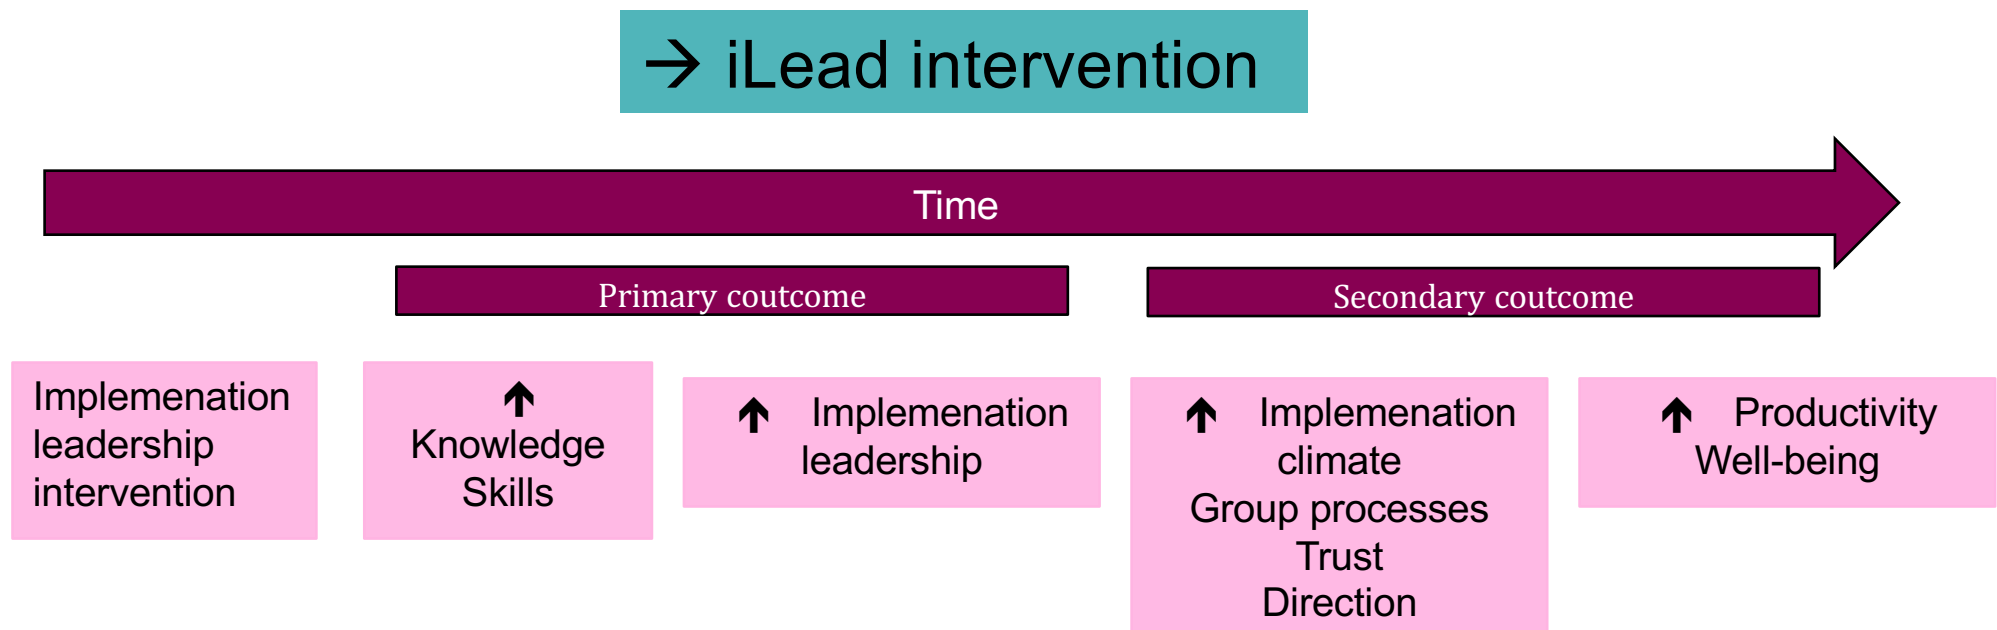 → iLead intervention
Time
Primary coutcome
Secondary coutcome
Implemenation
leadership
intervention
↑
Knowledge
Skills
↑ Implemenation
leadership
↑ Implemenation
climate
Group processes
Trust
Direction
↑ Productivity
Well-being